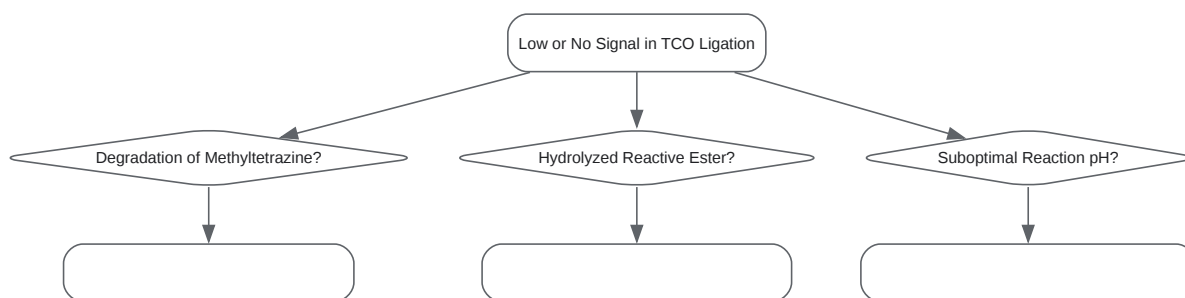 Low or No Signal in TCO Ligation
Degradation of Methyltetrazine?
Hydrolyzed Reactive Ester?
Suboptimal Reaction pH?